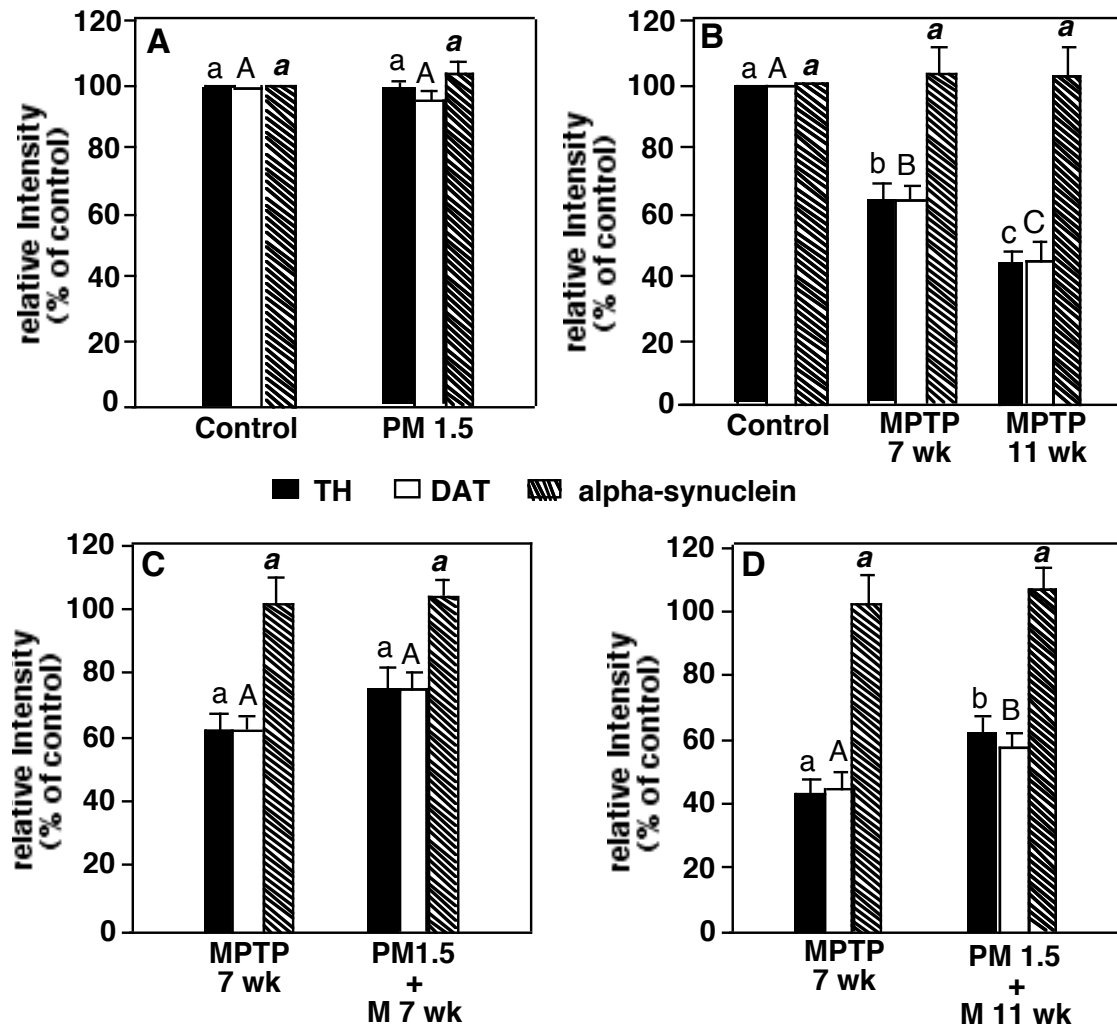 A
relative Intensity
(% of control)
120
100
80
60
40
20
0
a A a
a A a
Control PM 1.5
B
relative Intensity
(% of control)
120
100
80
60
40
20
0
a A a
b B a
c C a
Control MPTP MPTP
7 wk 11 wk
TH DAT alpha-synuclein
C
relative Intensity
(% of control)
120
100
80
60
40
20
0
a A a
a A a
MPTP PM1.5
7 wk +
M 7 wk
D
relative Intensity
(% of control)
120
100
80
60
40
20
0
a A a
b B a
MPTP PM 1.5
7 wk +
M 11 wk